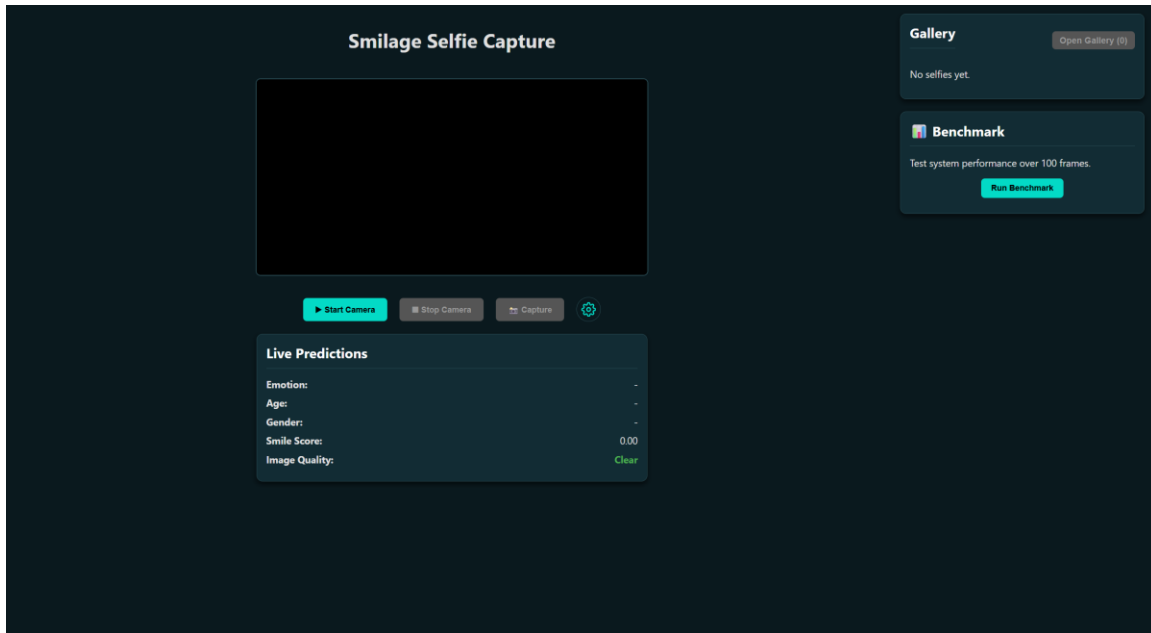 Smilage Selfie Capture
▶ Start Camera
Stop Camera
Capture
Live Predictions
Emotion: -
Age: -
Gender: -
Smile Score: 0.00
Image Quality: Clear
Gallery
Open Gallery (0)
No selfies yet.
Benchmark
Test system performance over 100 frames.
Run Benchmark